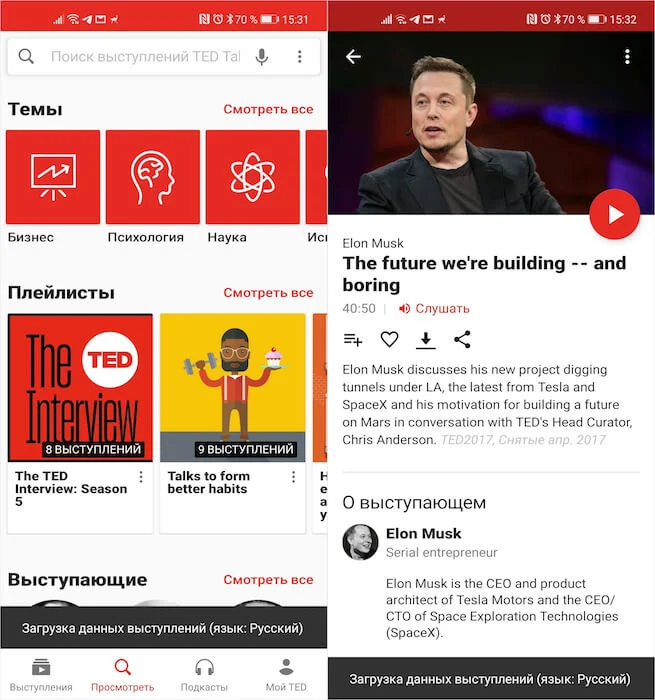 70 % 15:31
Поиск выступлений TED Tal
Темы
Смотреть все
Бизнес
Психология
Наука
Плейлисты
Смотреть все
The
TED
Interview
8 ВЫСТУПЛЕНИЙ
9 ВЫСТУПЛЕНИЙ
The TED
Interview: Season
5
Talks to form
better habits
Выступающие
Смотреть все
Загрузка данных выступлений (язык: Русский)
Выступления
Просмотреть
Подкасты
Мой TED
70 % 15:32
Elon Musk
The future we're building -- and
boring
40:50
Слушать
Elon Musk discusses his new project digging
tunnels under LA, the latest from Tesla and
SpaceX and his motivation for building a future
on Mars in conversation with TED's Head Curator,
Chris Anderson. TED2017, Снятые апр. 2017
О выступающем
Elon Musk
Serial entrepreneur
Elon Musk is the CEO and product
architect of Tesla Motors and the CEO/
CTO of Space Exploration Technologies
(SpaceX).
Загрузка данных выступлений (язык: Русский)